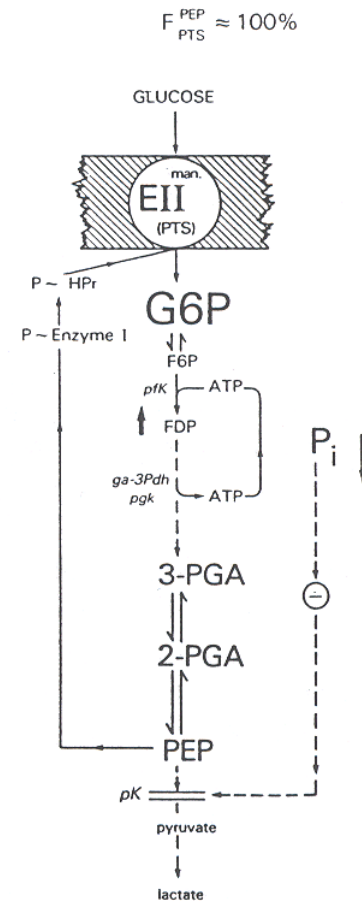 F PEP PTS ≈ 100%
GLUCOSE
man.
EII
(PTS)
P ~ HPr
G6P
P ~ Enzyme I
F6P
pfK ATP
FDP
Pi
ga-3Pdh
pgk ATP
3-PGA
−
2-PGA
PEP
pK
pyruvate
lactate